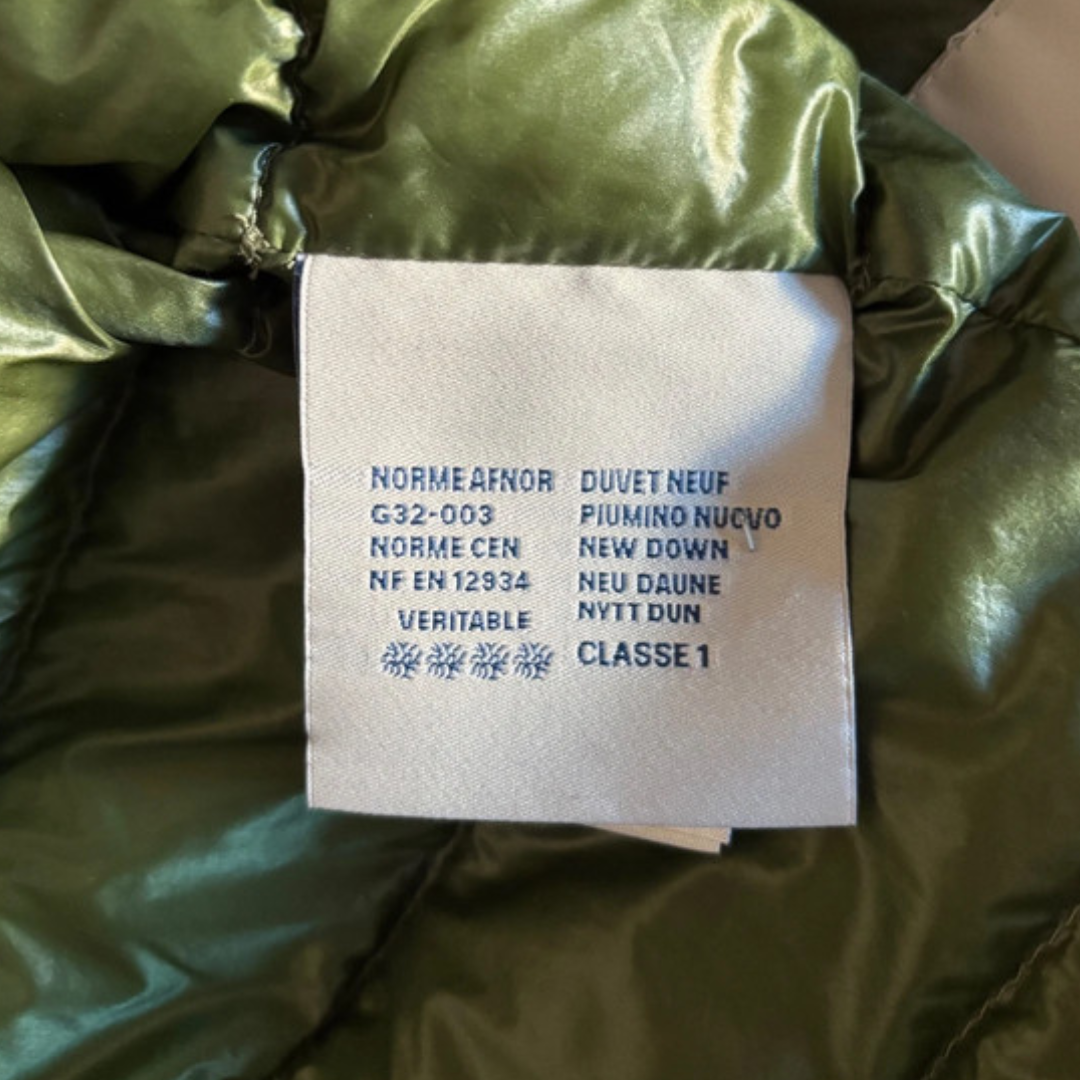 NORME AFNOR
G32-003
NORME CEN
NF EN 12934
VERITABLE
DUVET NEUF
PIUMINO NUOVO
NEW DOWN
NEU DAUNE
NYTT DUN
CLASSE 1